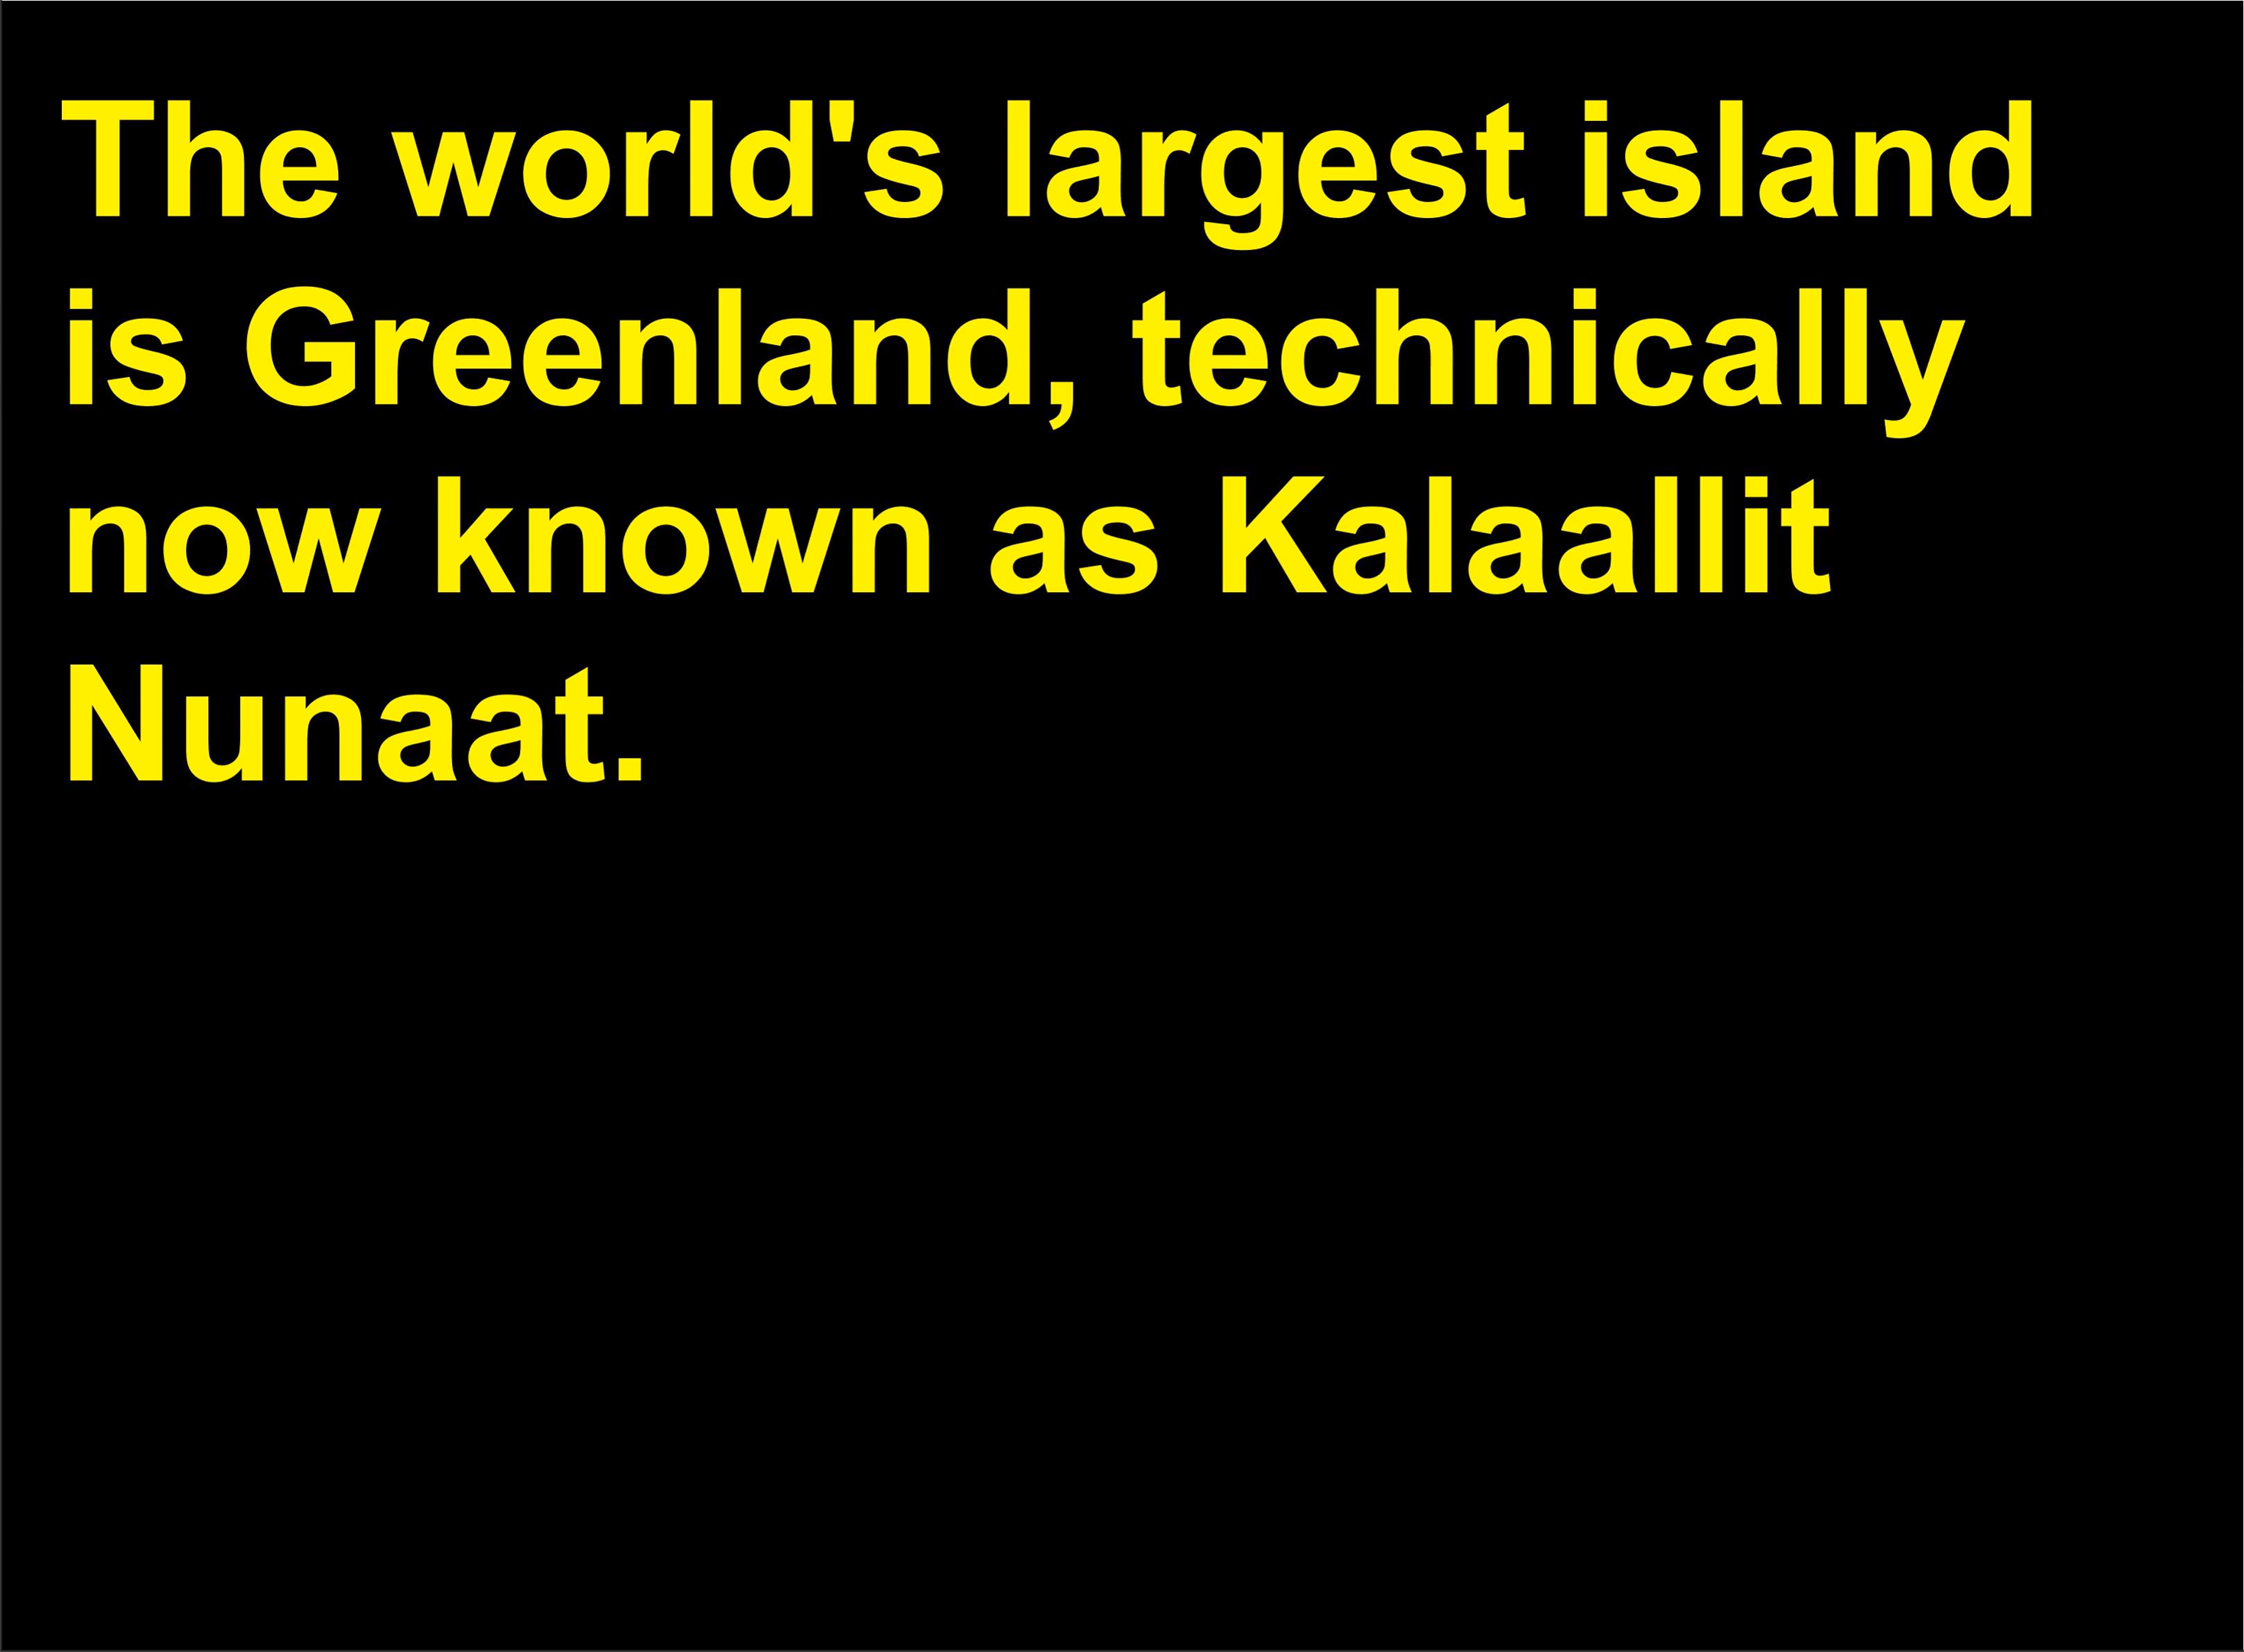 The world's largest island
is Greenland, technically
now known as Kalaallit
Nunaat.